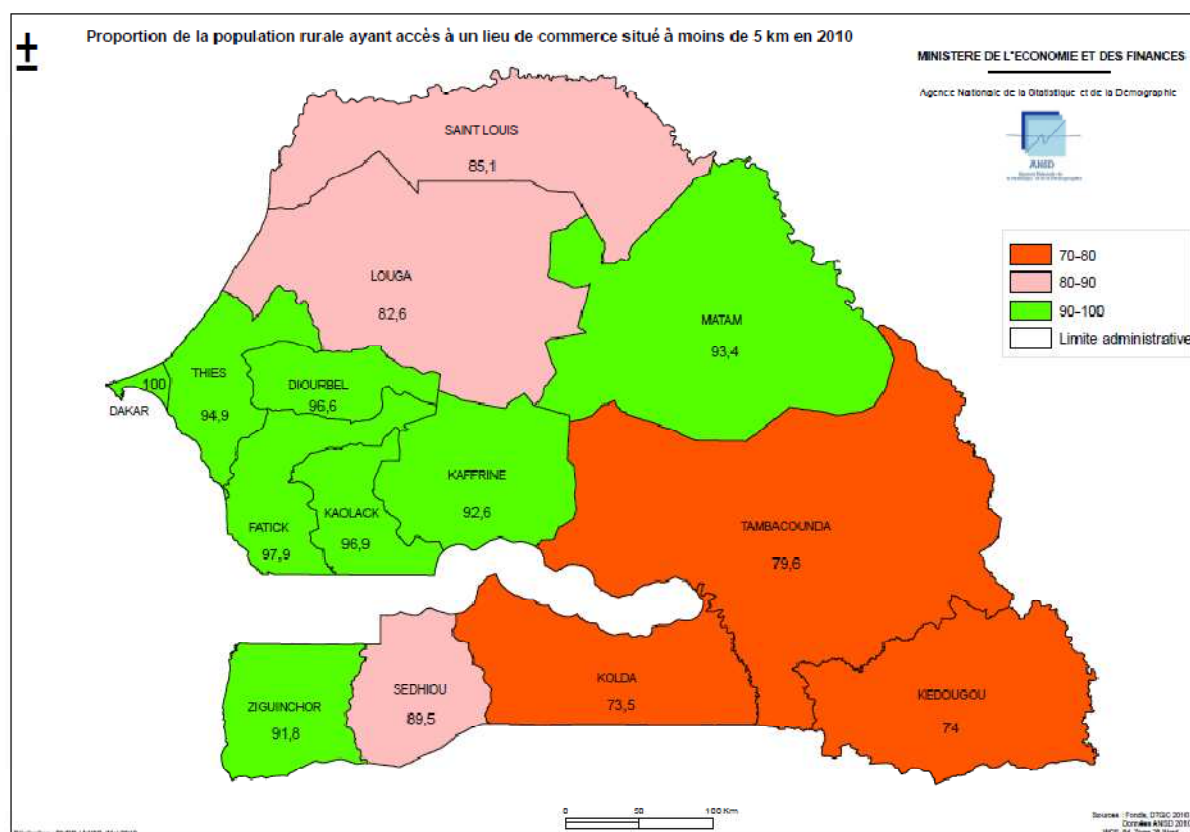 Proportion de la population rurale ayant accès à un lieu de commerce situé à moins de 5 km en 2010
MINISTERE DE L'ECONOMIE ET DES FINANCES
Agence Nationale de la Statistique et de la Démographie
ANSD
SAINT LOUIS
85,1
70-80
80-90
90-100
Limite administrative
LOUGA
82,6
MATAM
93,4
THIES
94,9
100
DAKAR
DIOURBEL
96,6
KAFFRINE
92,6
FATICK
97,9
KAOLACK
96,9
TAMBACOUNDA
79,6
ZIGUINCHOR
91,8
SEDHIOU
89,5
KOLDA
73,5
KEDOUGOU
74
0 50 100 Km
Données ANSD 2010